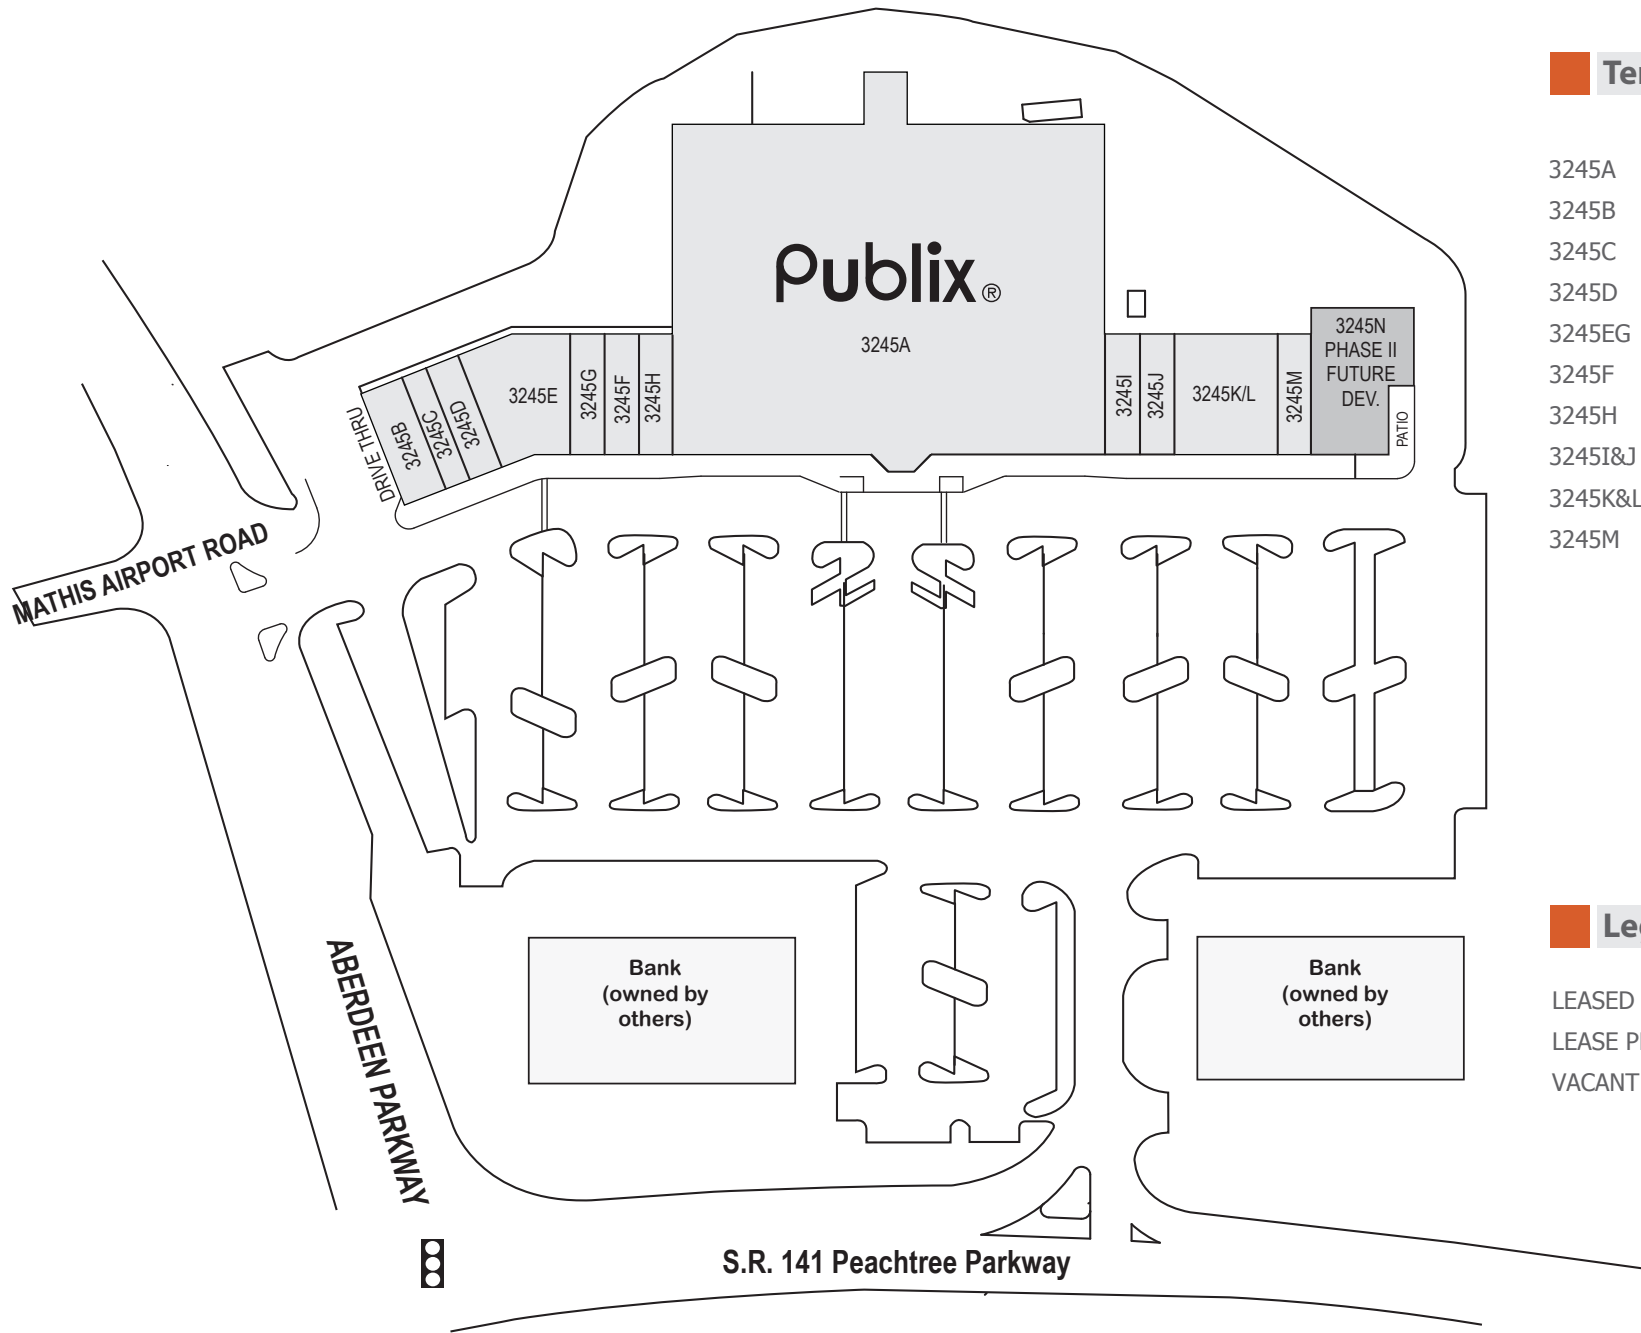 Publix®
3245A
3245B
3245C
3245D
3245E
3245G
3245F
3245H
3245I
3245J
3245K/L
3245M
3245N
PHASE II
FUTURE
DEV.
PATIO
DRIVE THRU
MATHIS AIRPORT ROAD
ABERDEEN PARKWAY
Bank
(owned by
others)
Bank
(owned by
others)
S.R. 141 Peachtree Parkway
3245A
3245B
3245C
3245D
3245EG
3245F
3245H
3245I&J
3245K&L
3245M
LEASED
LEASE
VACANT